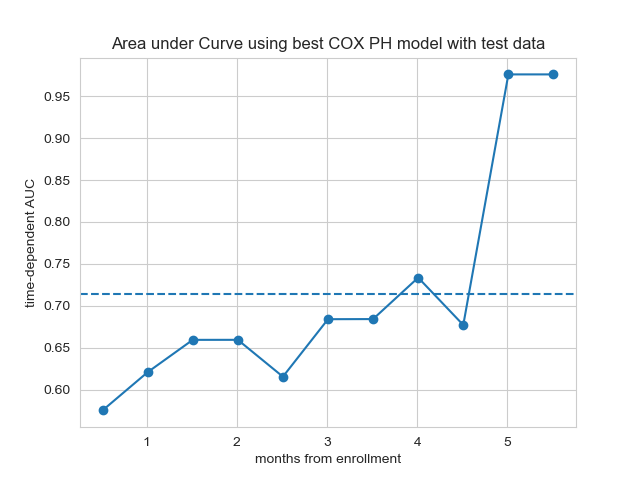 Area under Curve using best COX PH model with test data
time-dependent AUC
0.95
0.90
0.85
0.80
0.75
0.70
0.65
0.60
1 2 3 4 5
months from enrollment